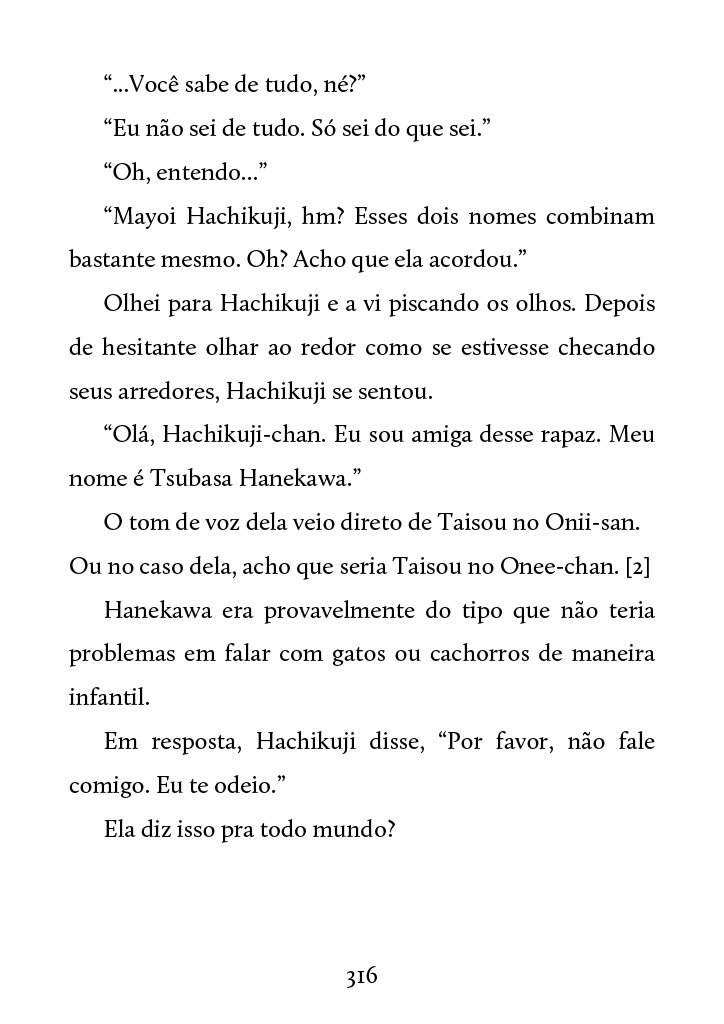 “...Você sabe de tudo, né?”
“Eu não sei de tudo. Só sei do que sei.”
“Oh, entendo...”
“Mayoi Hachikuji, hm? Esses dois nomes combinam
bastante mesmo. Oh? Acho que ela acordou.”
Olhei para Hachikuji e a vi piscando os olhos. Depois
de hesitante olhar ao redor como se estivesse checando
seus arredores, Hachikuji se sentou.
“Olá, Hachikuji-chan. Eu sou amiga desse rapaz. Meu
nome é Tsubasa Hanekawa.”
O tom de voz dela veio direto de Taisou no Onii-san.
Ou no caso dela, acho que seria Taisou no Onee-chan. [2]
Hanekawa era provavelmente do tipo que não teria
problemas em falar com gatos ou cachorros de maneira
infantil.
Em resposta, Hachikuji disse, “Por favor, não fale
comigo. Eu te odeio.”
Ela diz isso pra todo mundo?
316